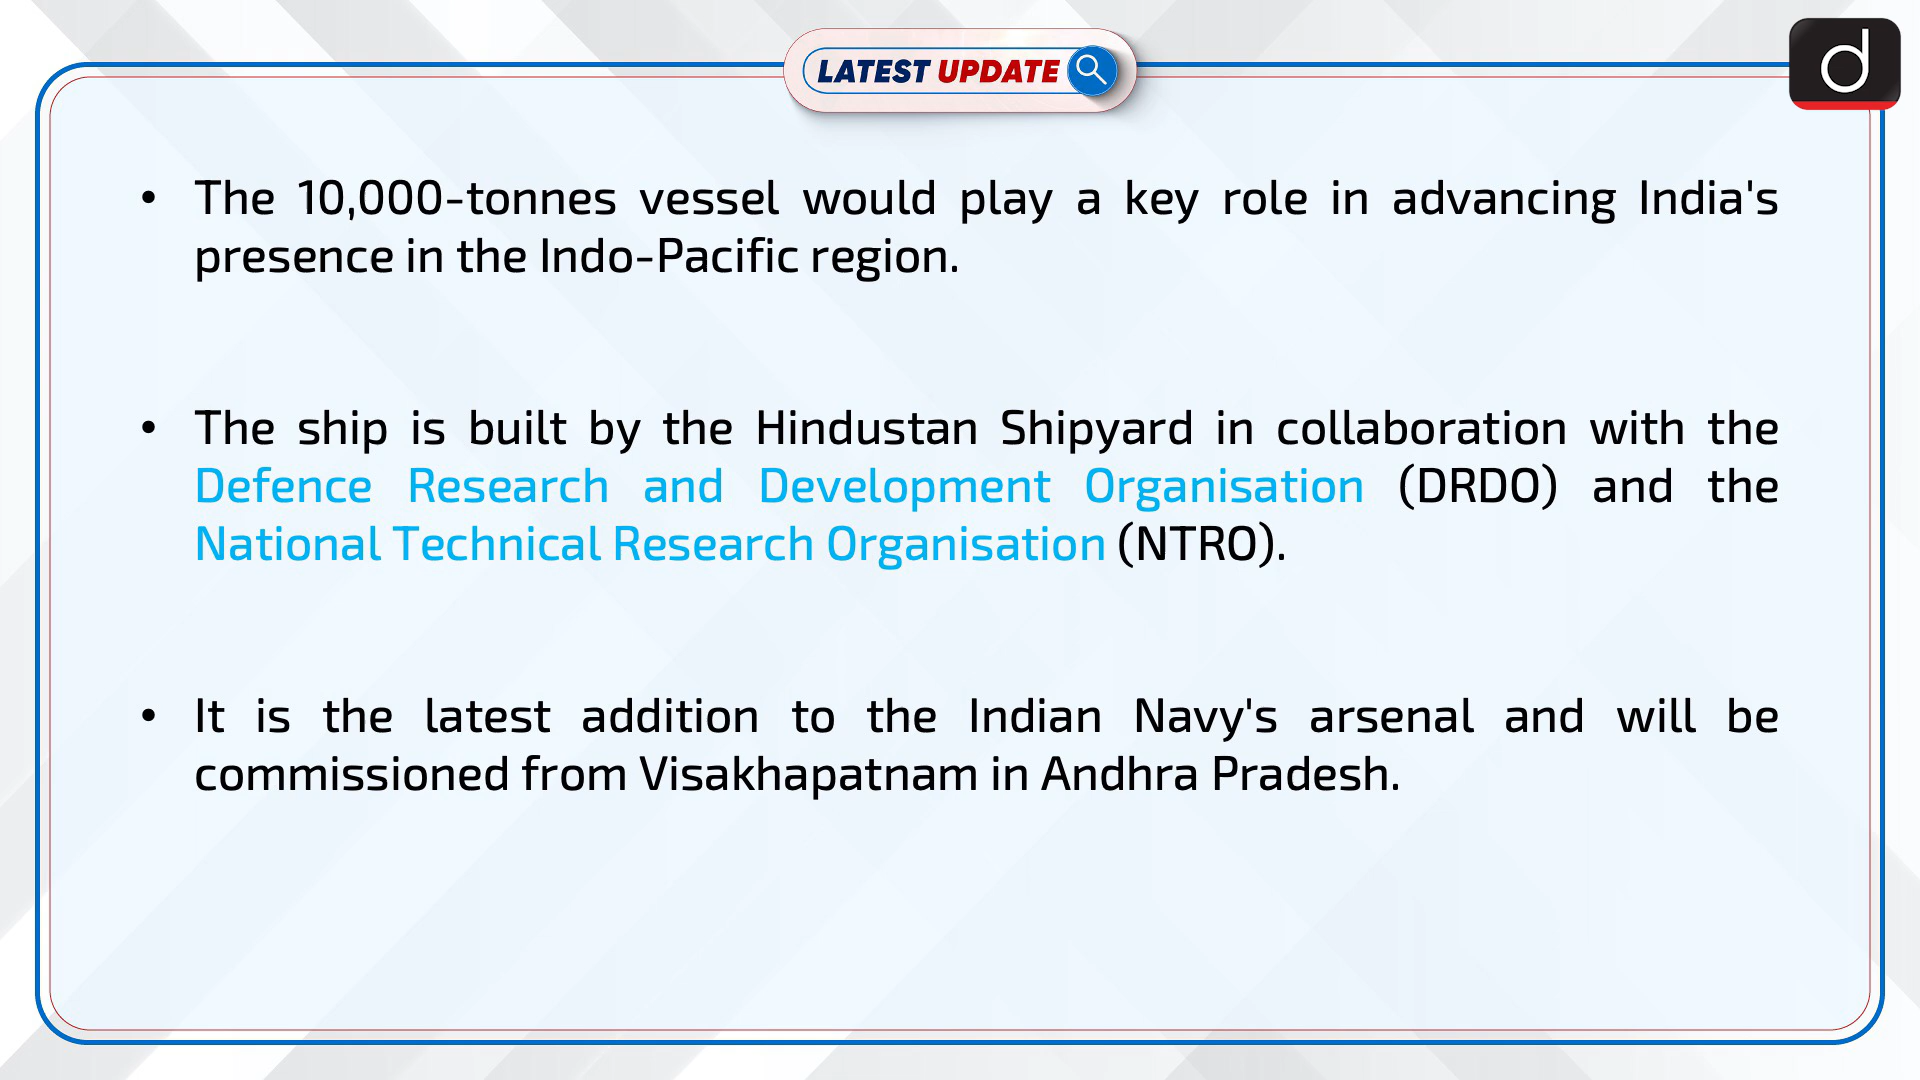 LATEST UPDATE
d
• The 10,000-tonnes vessel would play a key role in advancing India's
presence in the Indo-Pacific region.
• The ship is built by the Hindustan Shipyard in collaboration with the
Defence Research and Development Organisation (DRDO) and the
National Technical Research Organisation (NTRO).
• It is the latest addition to the Indian Navy's arsenal and will be
commissioned from Visakhapatnam in Andhra Pradesh.